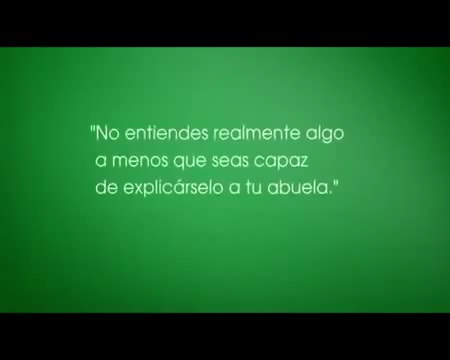 "No entiendes realmente algo
a menos que seas capaz
de explicárselo a tu abuela."